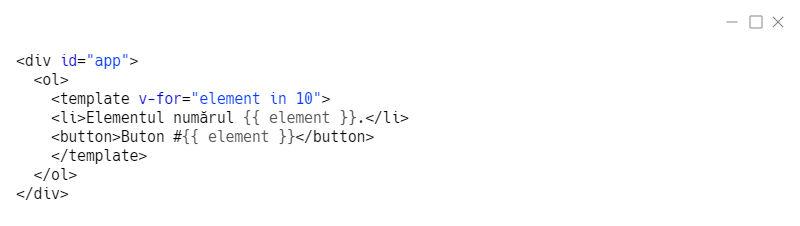 <div id="app">
  <ol>
    <template v-for="element in 10">
    <li>Elementul numărul {{ element }}.</li>
    <button>Buton #{{ element }}</button>
    </template>
  </ol>
</div>